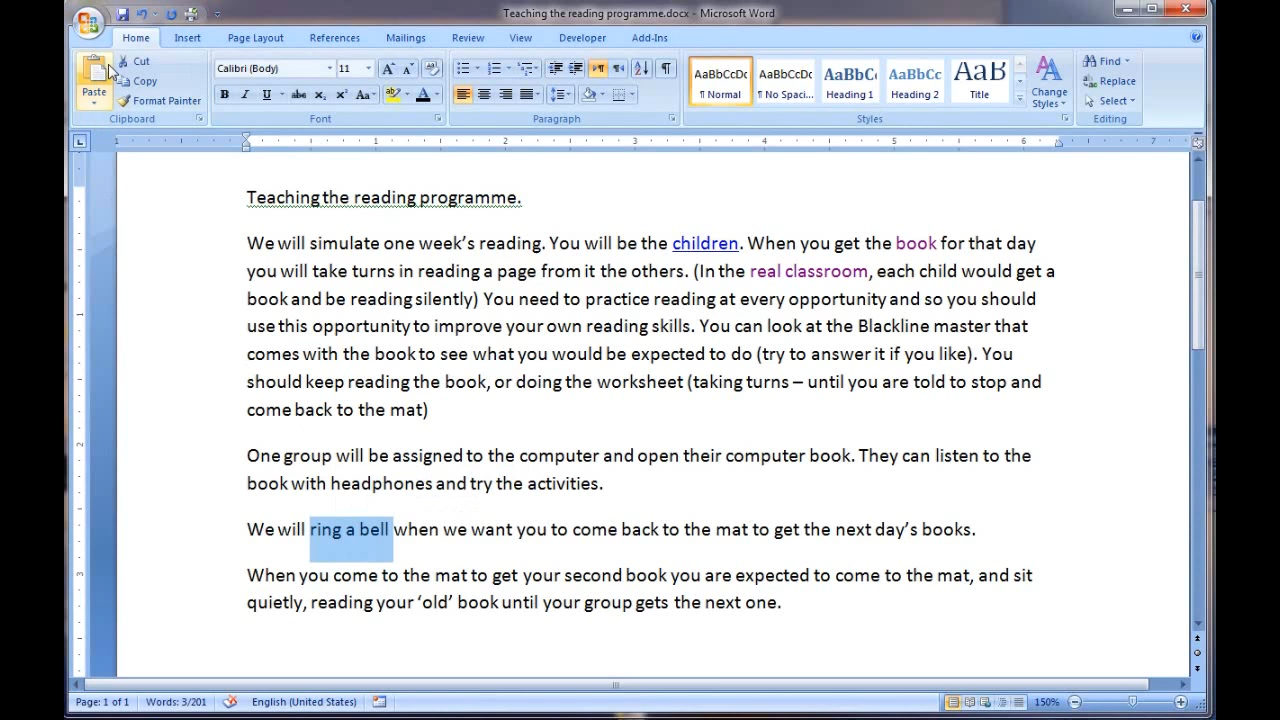 Teaching the reading programme.docx - Microsoft Word
Home Insert Page Layout References Mailings Review View Developer Add-Ins
Paste
Cut
Copy
Format Painter
Clipboard
Calibri (Body) 11
B I U abc x₂ x² Aa
Font
Paragraph
AaBbCcDc AaBbCcDc AaBbC AaBbCc AaB
¶ Normal ¶ No Spaci... Heading 1 Heading 2 Title
Change
Styles
Styles
Find
Replace
Select
Editing
1 1 2 3 4 5 6 7
Teaching the reading programme.
We will simulate one week’s reading. You will be the children. When you get the book for that day
you will take turns in reading a page from it the others. (In the real classroom, each child would get a
book and be reading silently) You need to practice reading at every opportunity and so you should
use this opportunity to improve your own reading skills. You can look at the Blackline master that
comes with the book to see what you would be expected to do (try to answer it if you like). You
should keep reading the book, or doing the worksheet (taking turns – until you are told to stop and
come back to the mat)
One group will be assigned to the computer and open their computer book. They can listen to the
book with headphones and try the activities.
We will ring a bell when we want you to come back to the mat to get the next day’s books.
When you come to the mat to get your second book you are expected to come to the mat, and sit
quietly, reading your ‘old’ book until your group gets the next one.
Page: 1 of 1 Words: 3/201 English (United States) 150%